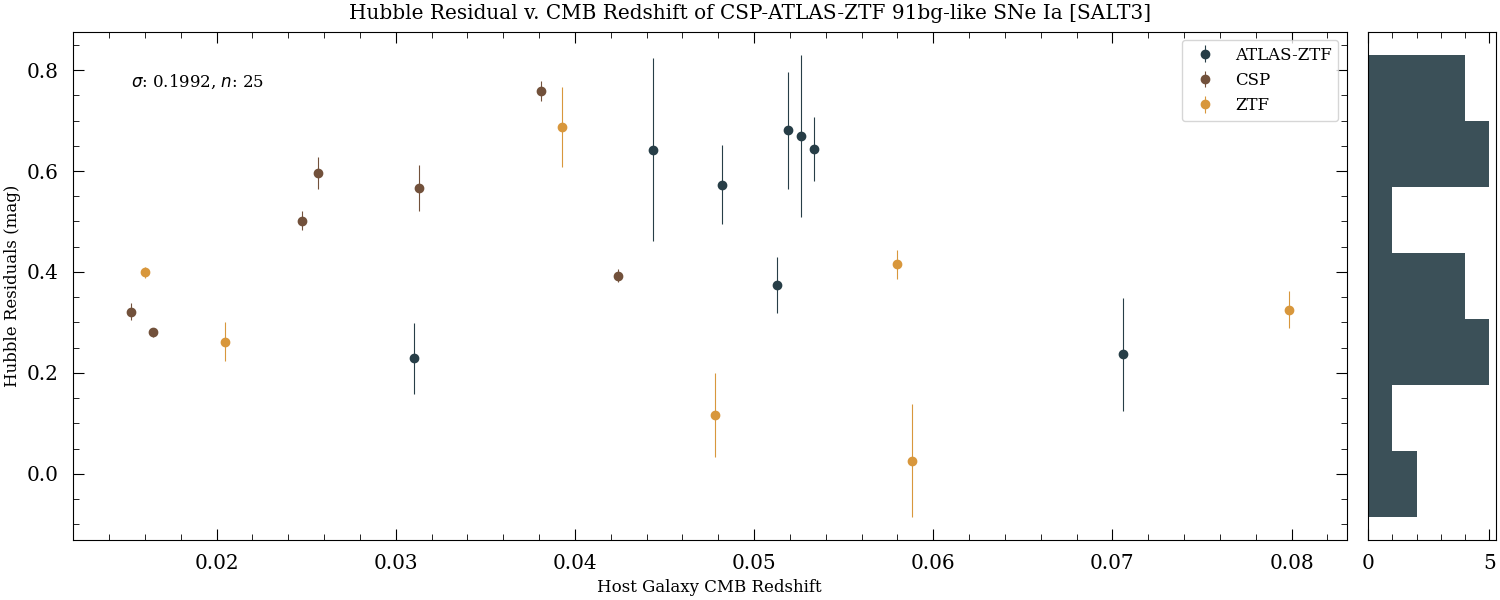 Hubble Residual v. CMB Redshift of CSP-ATLAS-ZTF 91bg-like SNe Ia [SALT3]
σ: 0.1992, n: 25
ATLAS-ZTF
CSP
ZTF
Hubble Residuals (mag)
0.8
0.6
0.4
0.2
0.0
0.02 0.03 0.04 0.05 0.06 0.07 0.08
0 5
Host Galaxy CMB Redshift